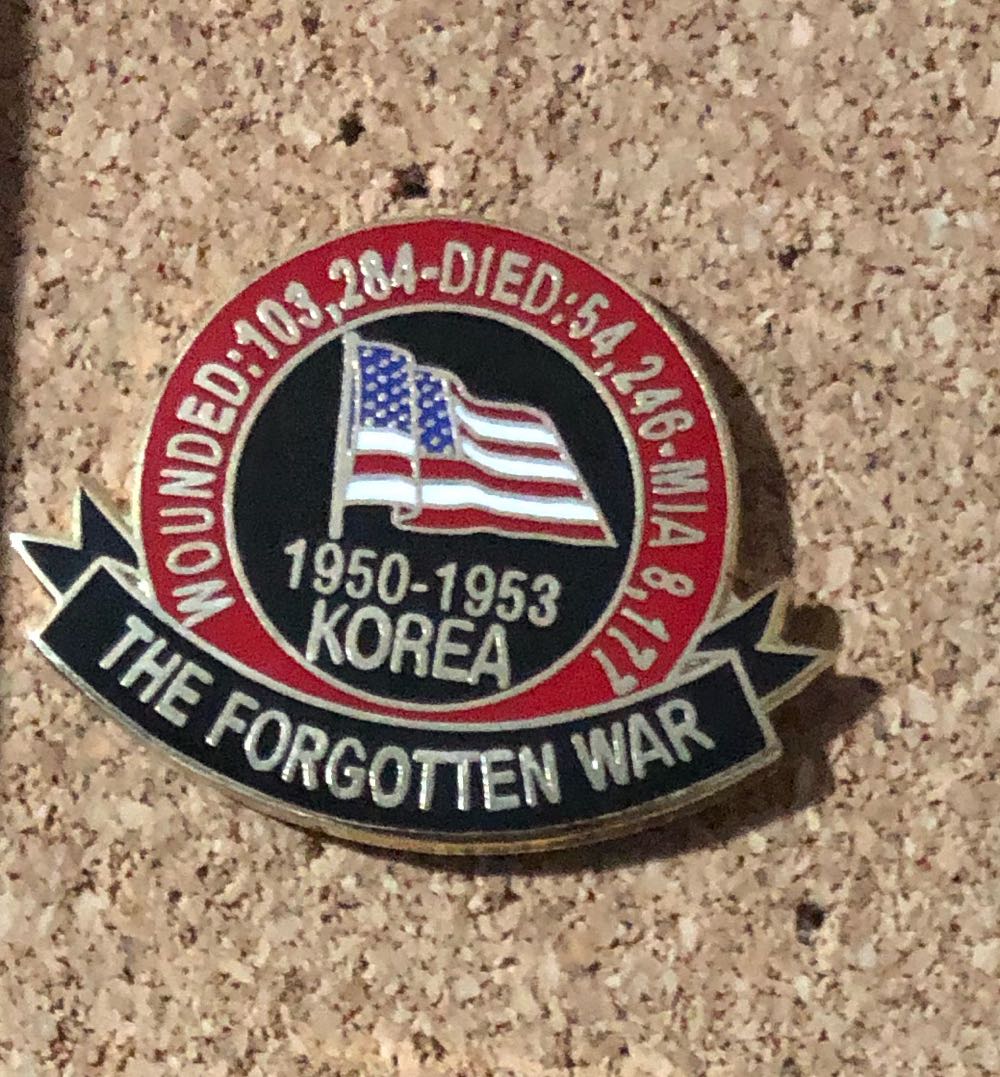 WOUNDED:103,284-DIED:54,246-MIA 8,177
1950-1953
KOREA
THE FORGOTTEN WAR